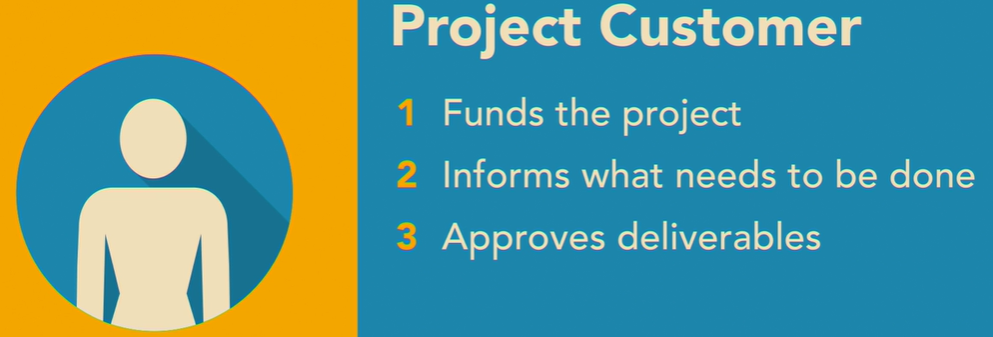 Project Customer
1 Funds the project
2 Informs what needs to be done
3 Approves deliverables